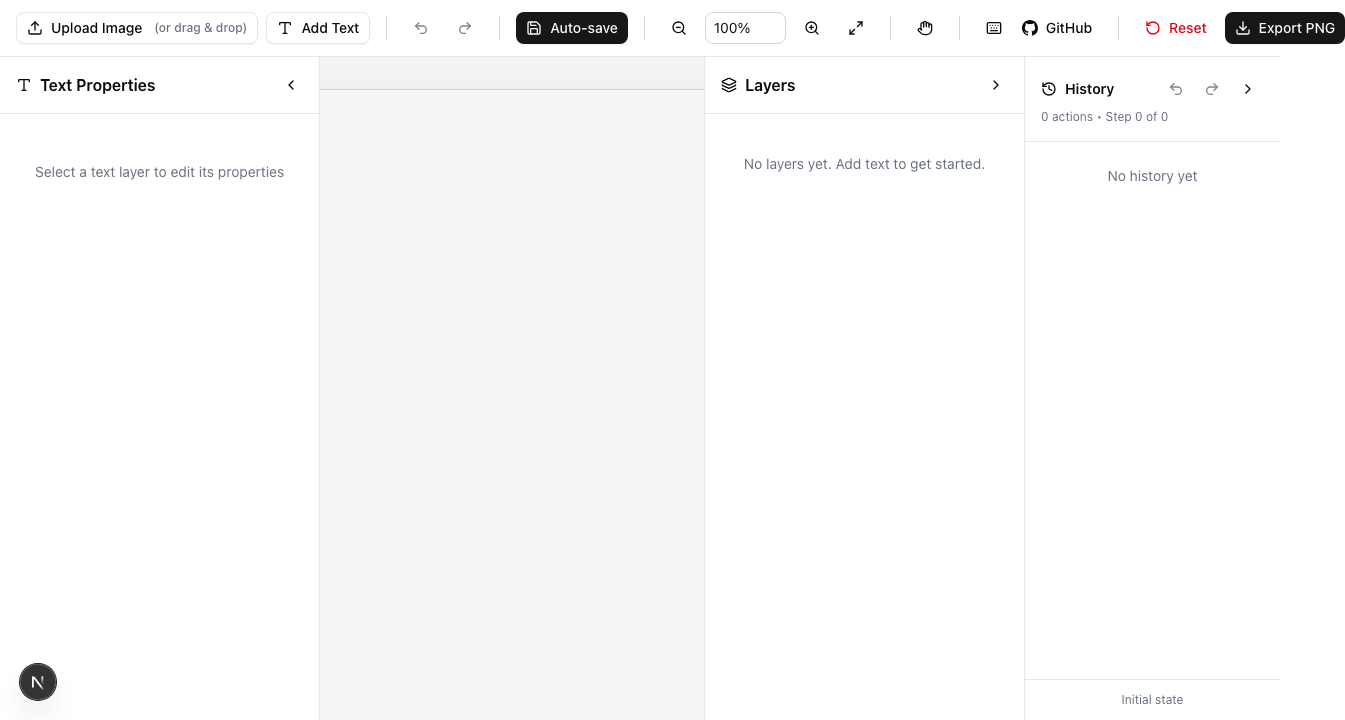 Upload Image (or drag & drop) Add Text Auto-save 100% GitHub Reset Export PNG
Text Properties
Select a text layer to edit its properties
Layers
No layers yet. Add text to get started.
History
0 actions • Step 0 of 0
No history yet
Initial state
N